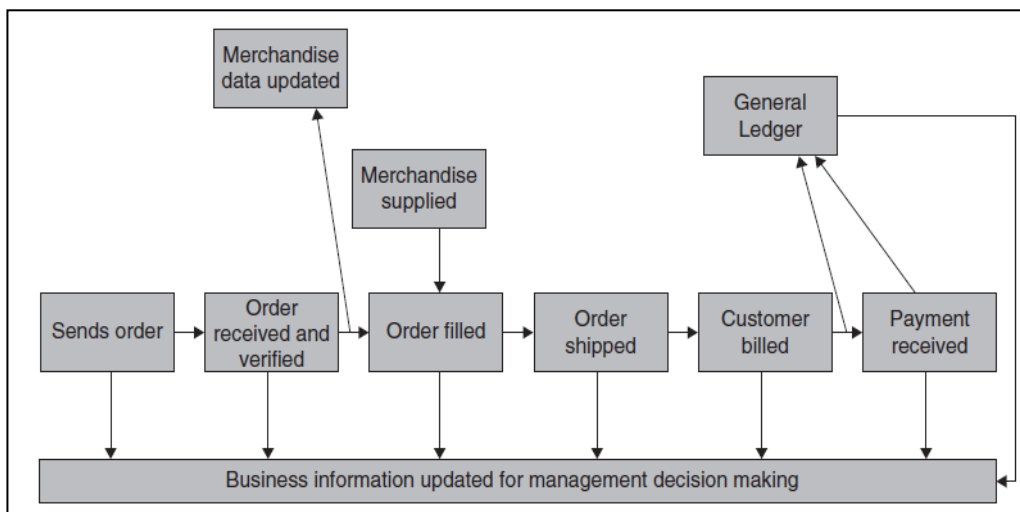 Merchandise
data updated
General
Ledger
Merchandise
supplied
Sends order
Order
received and
verified
Order filled
Order
shipped
Customer
billed
Payment
received
Business information updated for management decision making